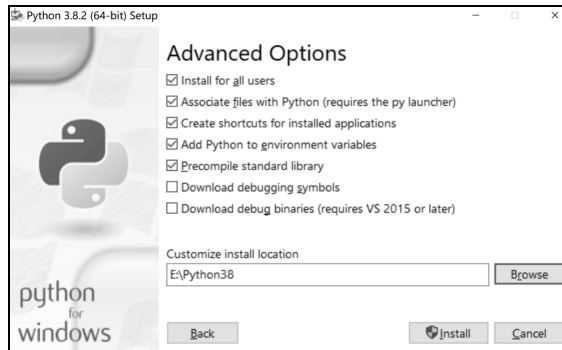 Python 3.8.2 (64-bit) Setup
Advanced Options
Install for all users
Associate files with Python (requires the py launcher)
Create shortcuts for installed applications
Add Python to environment variables
Precompile standard library
Download debugging symbols
Download debug binaries (requires VS 2015 or later)
Customize install location
E:\Python38
Browse
python
for
windows
Back
Install
Cancel